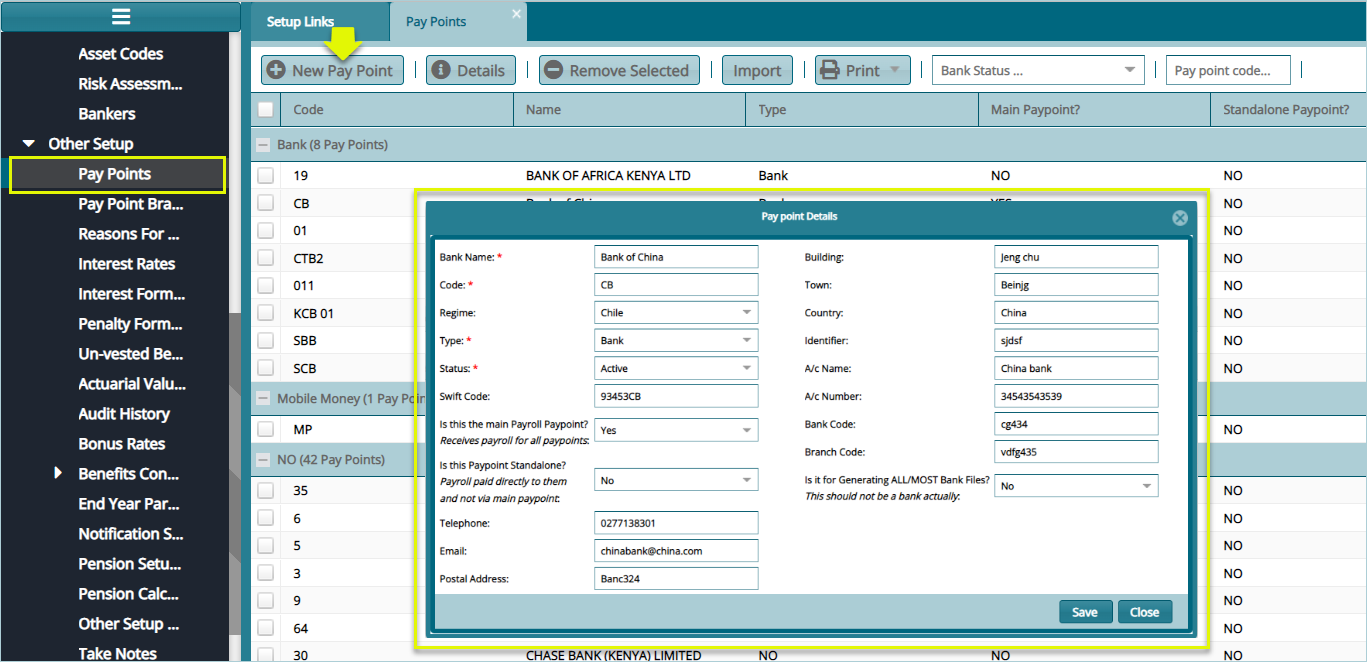 Setup Links
Pay Points
Asset Codes
Risk Assessm...
Bankers
Other Setup
Pay Points
Pay Point Bra...
Reasons For ...
Interest Rates
Interest Form...
Penalty Form...
Un-vested Be...
Actuarial Valu...
Audit History
Bonus Rates
Benefits Con...
End Year Par...
Notification S...
Pension Setu...
Pension Calc...
Other Setup ...
Take Notes
New Pay Point
Details
Remove Selected
Import
Print
Bank Status ...
Pay point code...
Code Name Type Main Paypoint? Standalone Paypoint?
Bank (8 Pay Points)
19 BANK OF AFRICA KENYA LTD Bank NO NO
CB Bank of China Bank YES NO
01 NO
CTB2 NO
011 NO
KCB 01 NO
SBB NO
SCB NO
Mobile Money (1 Pay Poin
MP NO
NO (42 Pay Points)
35 NO
6 NO
5 NO
3 NO
9 NO
64 NO
30 CHASE BANK (KENYA) LIMITED NO NO NO
Pay point Details
Bank Name: * Bank of China
Code: * CB
Regime: Chile
Type: * Bank
Status: * Active
Swift Code: 93453CB
Is this the main Payroll Paypoint? Yes
Receives payroll for all paypoints:
Is this Paypoint Standalone?
Payroll paid directly to them No
and not via main paypoint:
Telephone: 0277138301
Email: chinabank@china.com
Postal Address: Banc324
Building: Jeng chu
Town: Beinjg
Country: China
Identifier: sjdsf
A/c Name: China bank
A/c Number: 34543543539
Bank Code: cg434
Branch Code: vdfg435
Is it for Generating ALL/MOST Bank Files? No
This should not be a bank actually:
Save
Close